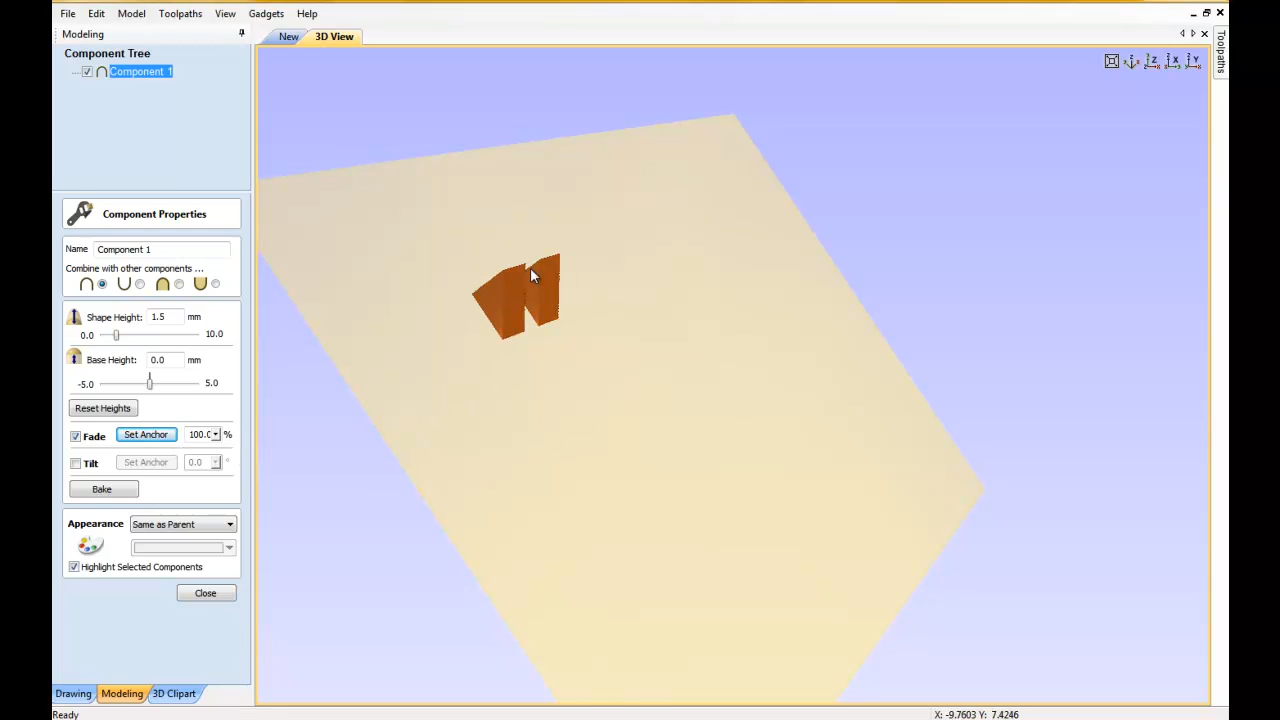 File Edit Model Toolpaths View Gadgets Help
Modeling
New 3D View
Toolpaths
Component Tree
Component 1
Component Properties
Name Component 1
Combine with other components ...
Shape Height: 1.5 mm
0.0 10.0
Base Height: 0.0 mm
-5.0 5.0
Reset Heights
Fade Set Anchor 100.0 %
Tilt Set Anchor 0.0 °
Bake
Appearance Same as Parent
Highlight Selected Components
Close
Drawing Modeling 3D Clipart
Ready X: -9.7603 Y: 7.4246